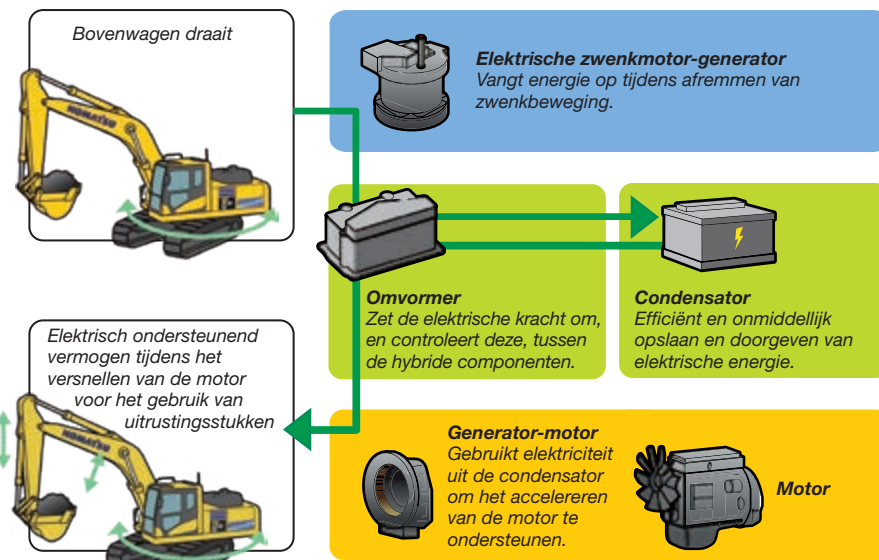 Bovenwagen draait
KOMATSU
Elektrische zwenkmotor-generator
Vangt energie op tijdens afremmen van
zwenkbeweging.
Omvormer
Zet de elektrische kracht om,
en controleert deze, tussen
de hybride componenten.
Condensator
Efficiënt en onmiddellijk
opslaan en doorgeven van
elektrische energie.
Elektrisch ondersteunend
vermogen tijdens het
versnellen van de motor
voor het gebruik van
uitrustingsstukken
KOMATSU
Generator-motor
Gebruikt elektriciteit
uit de condensator
om het accelereren
van de motor te
ondersteunen.
Motor